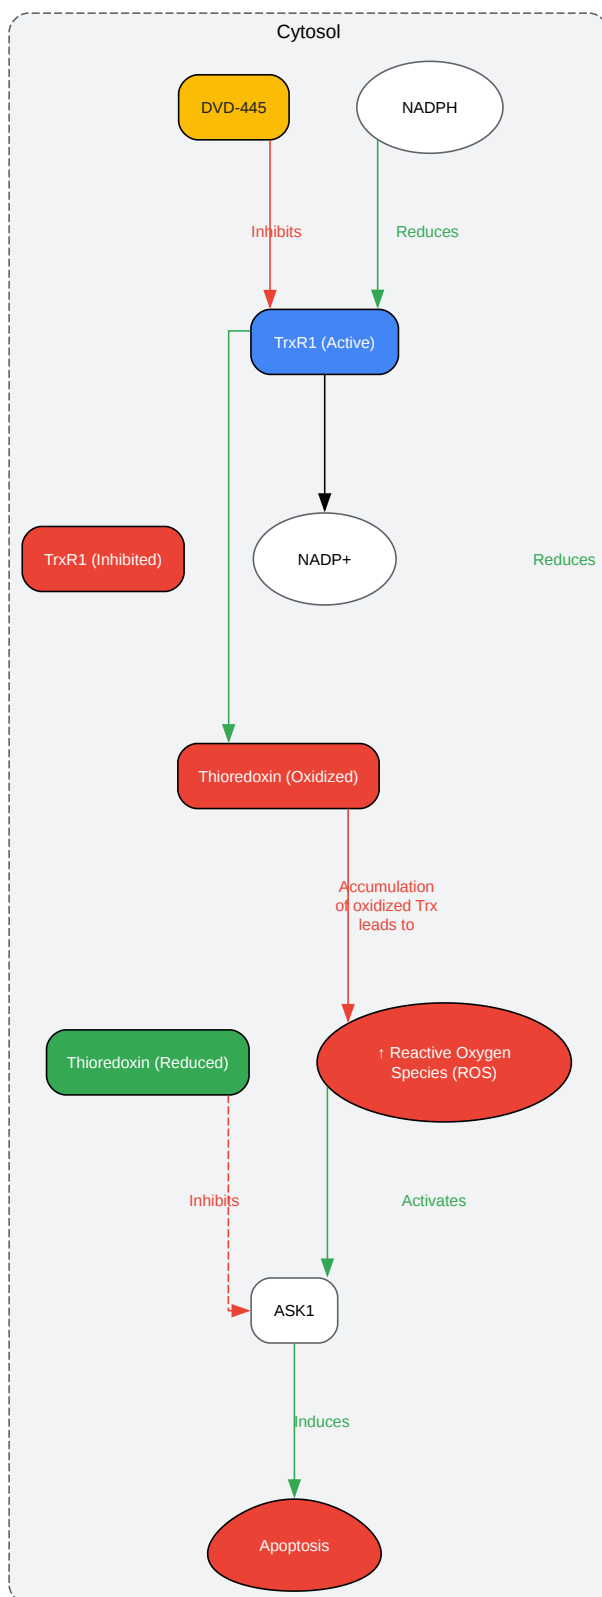 Cytosol
DVD-445
NADPH
Inhibits
Reduces
TrxR1 (Active)
TrxR1 (Inhibited)
NADP+
Reduces
Thioredoxin (Oxidized)
Accumulation
of oxidized Trx
leads to
Thioredoxin (Reduced)
↑ Reactive Oxygen
Species (ROS)
Inhibits
Activates
ASK1
Induces
Apoptosis